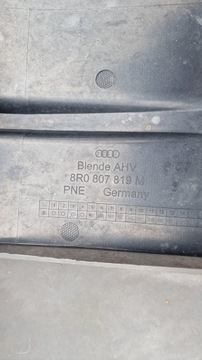 Blende AHV
8R0 807 819 M
PNE Germany